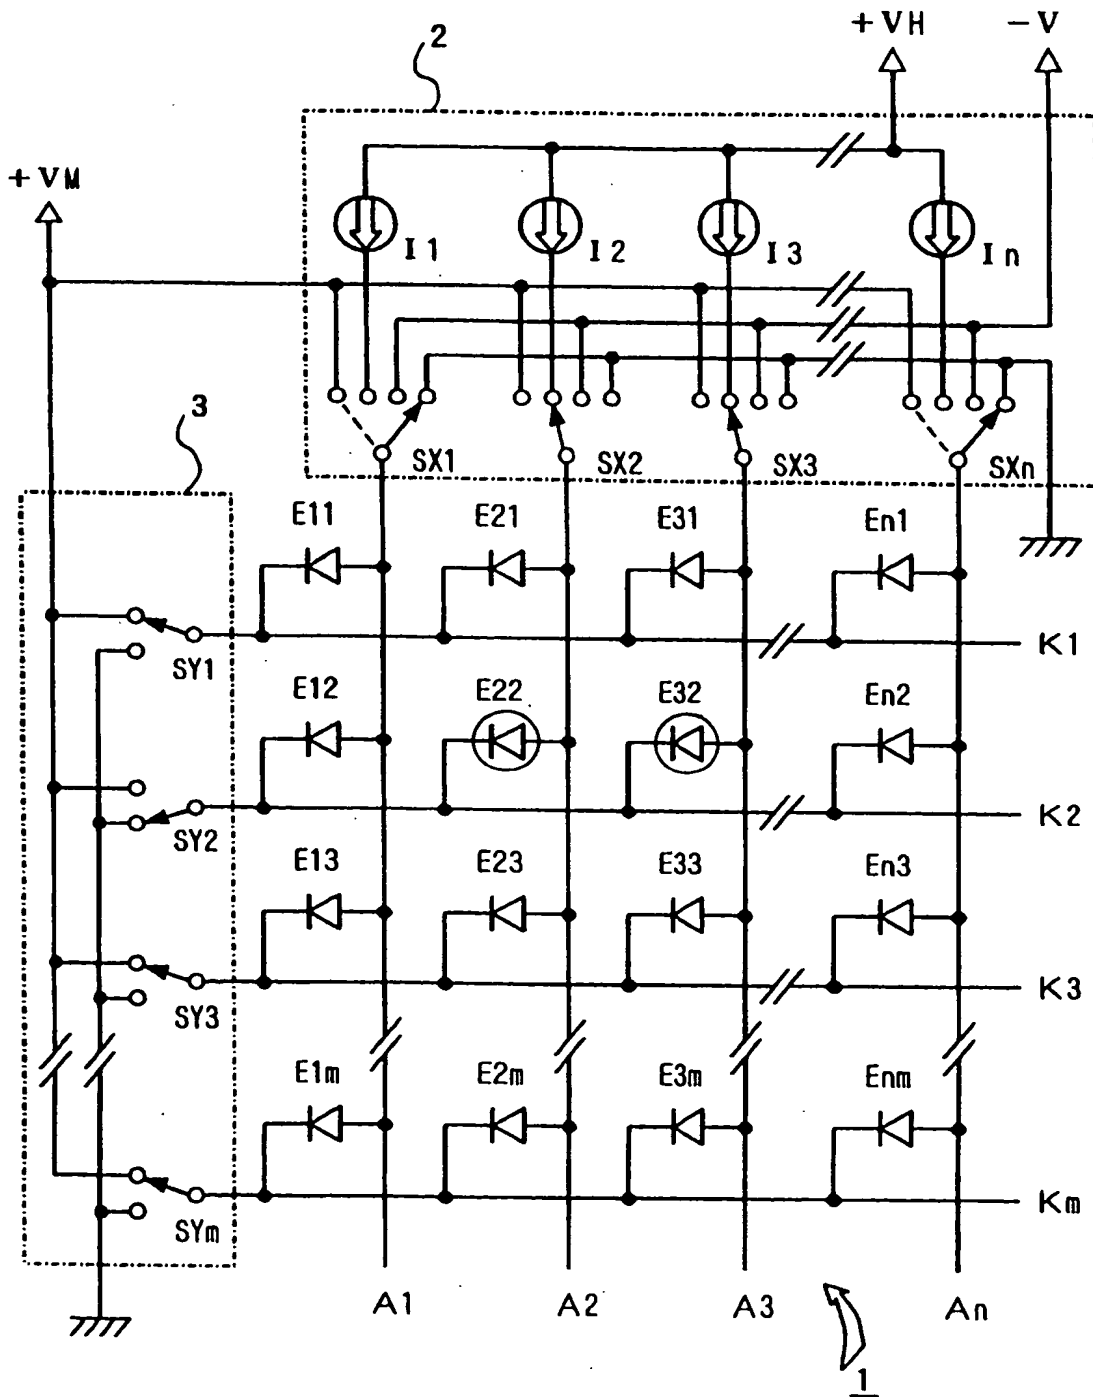 +VH -V
2
+VM
I1 I2 I3 In
3
SX1 SX2 SX3 SXn
E11 E21 E31 En1
SY1 K1
E12 E22 E32 En2
SY2 K2
E13 E23 E33 En3
SY3 K3
E1m E2m E3m Enm
SYm Km
A1 A2 A3 An
1